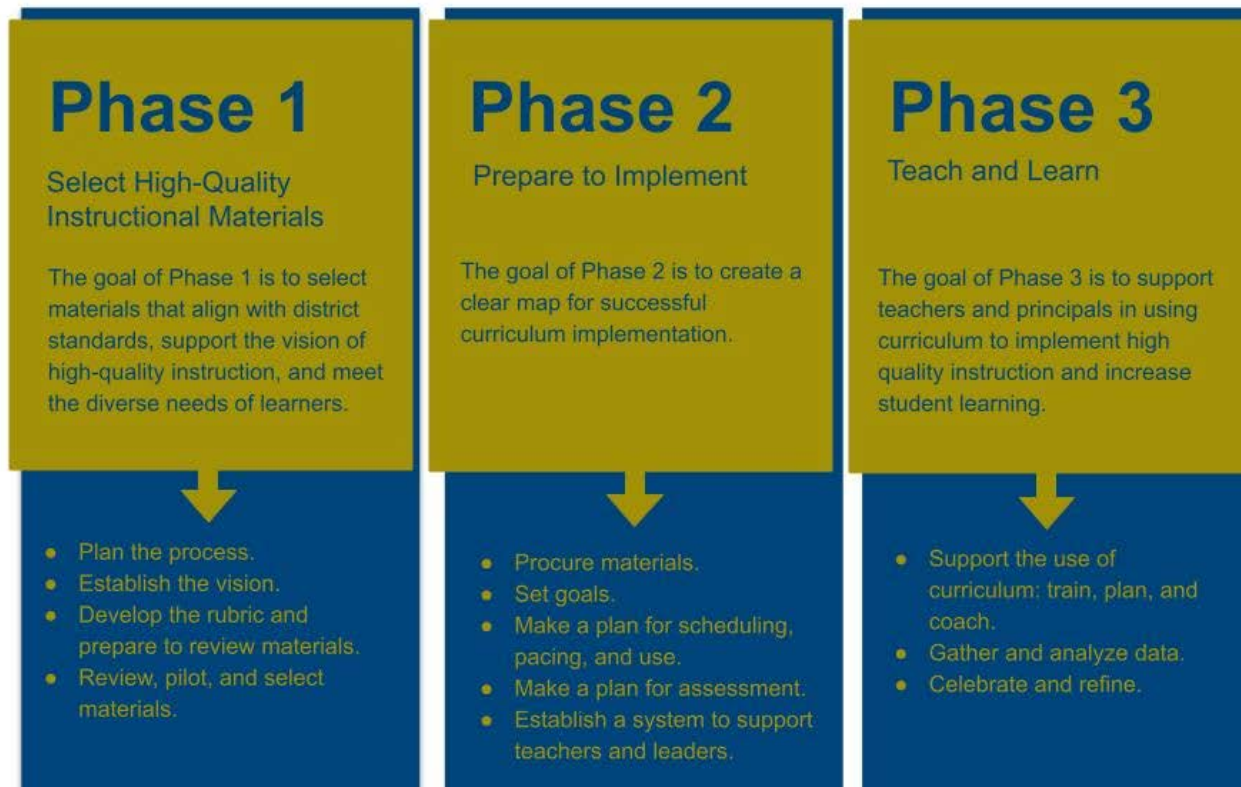 Phase 1
Select High-Quality
Instructional Materials
The goal of Phase 1 is to select
materials that align with district
standards, support the vision of
high-quality instruction, and meet
the diverse needs of learners.
● Plan the process.
● Establish the vision.
● Develop the rubric and
prepare to review materials.
● Review, pilot, and select
materials.
Phase 2
Prepare to Implement
The goal of Phase 2 is to create a
clear map for successful
curriculum implementation.
● Procure materials.
● Set goals.
● Make a plan for scheduling,
pacing, and use.
● Make a plan for assessment.
● Establish a system to support
teachers and leaders.
Phase 3
Teach and Learn
The goal of Phase 3 is to support
teachers and principals in using
curriculum to implement high
quality instruction and increase
student learning.
● Support the use of
curriculum: train, plan, and
coach.
● Gather and analyze data.
● Celebrate and refine.